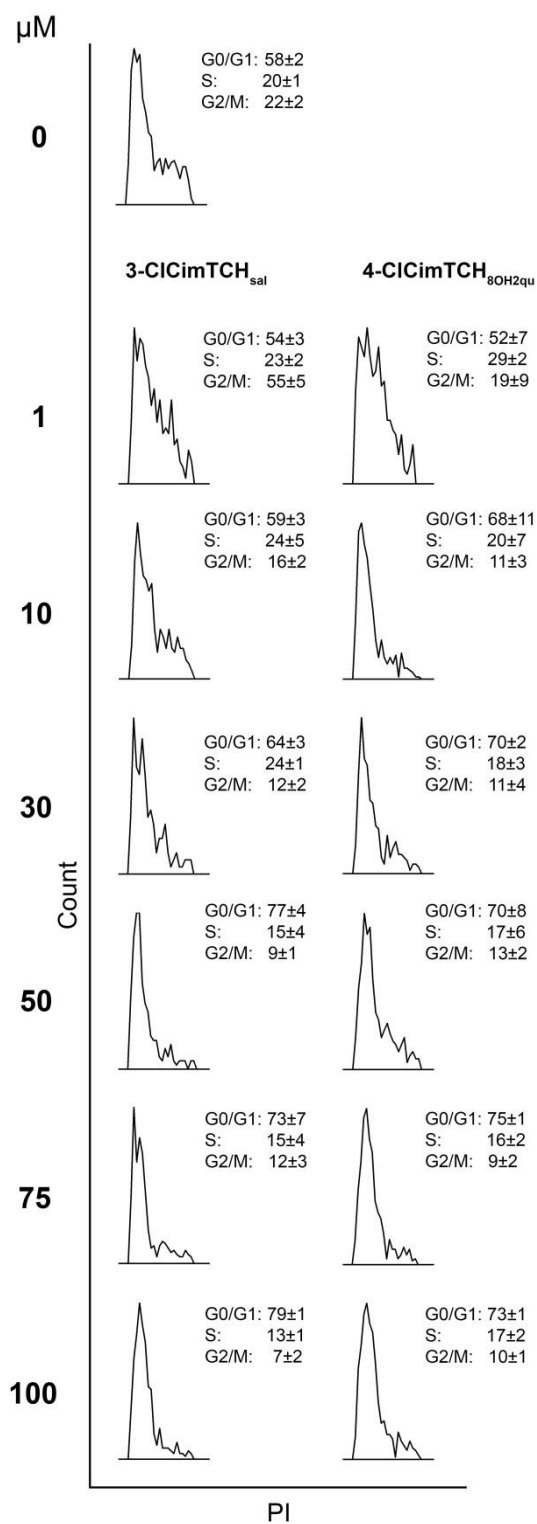 µM
0
G0/G1: 58±2
S: 20±1
G2/M: 22±2
3-ClCimTCHsal
4-ClCimTCH8OH2qu
1
G0/G1: 54±3
S: 23±2
G2/M: 55±5
G0/G1: 52±7
S: 29±2
G2/M: 19±9
10
G0/G1: 59±3
S: 24±5
G2/M: 16±2
G0/G1: 68±11
S: 20±7
G2/M: 11±3
30
G0/G1: 64±3
S: 24±1
G2/M: 12±2
G0/G1: 70±2
S: 18±3
G2/M: 11±4
Count
50
G0/G1: 77±4
S: 15±4
G2/M: 9±1
G0/G1: 70±8
S: 17±6
G2/M: 13±2
75
G0/G1: 73±7
S: 15±4
G2/M: 12±3
G0/G1: 75±1
S: 16±2
G2/M: 9±2
100
G0/G1: 79±1
S: 13±1
G2/M: 7±2
G0/G1: 73±1
S: 17±2
G2/M: 10±1
PI